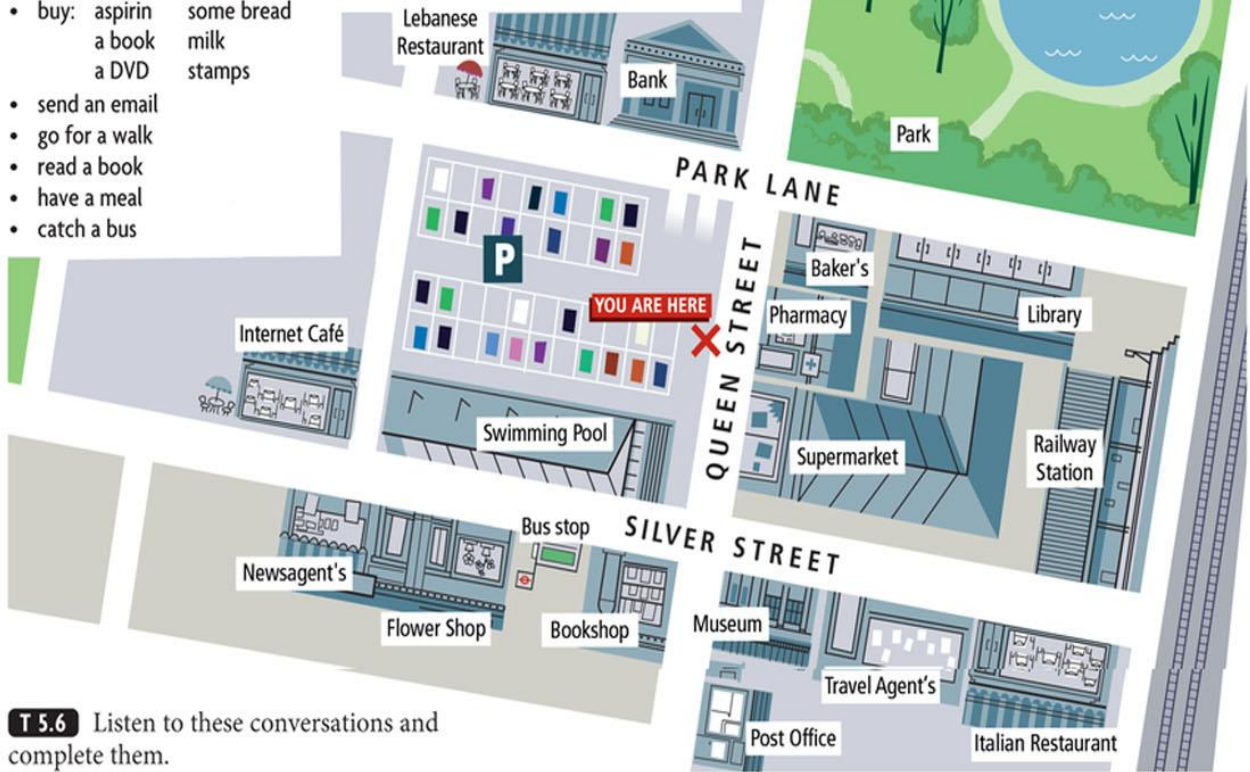 • buy: aspirin some bread
a book milk
a DVD stamps
• send an email
• go for a walk
• read a book
• have a meal
• catch a bus
Lebanese
Restaurant
Bank
Park
PARK LANE
P
YOU ARE HERE
QUEEN STREET
Baker's
Pharmacy
Library
Internet Café
Swimming Pool
Supermarket
Railway
Station
Bus stop
SILVER STREET
Newsagent's
Flower Shop
Bookshop
Museum
Travel Agent's
Post Office
Italian Restaurant
T 5.6 Listen to these conversations and
complete them.